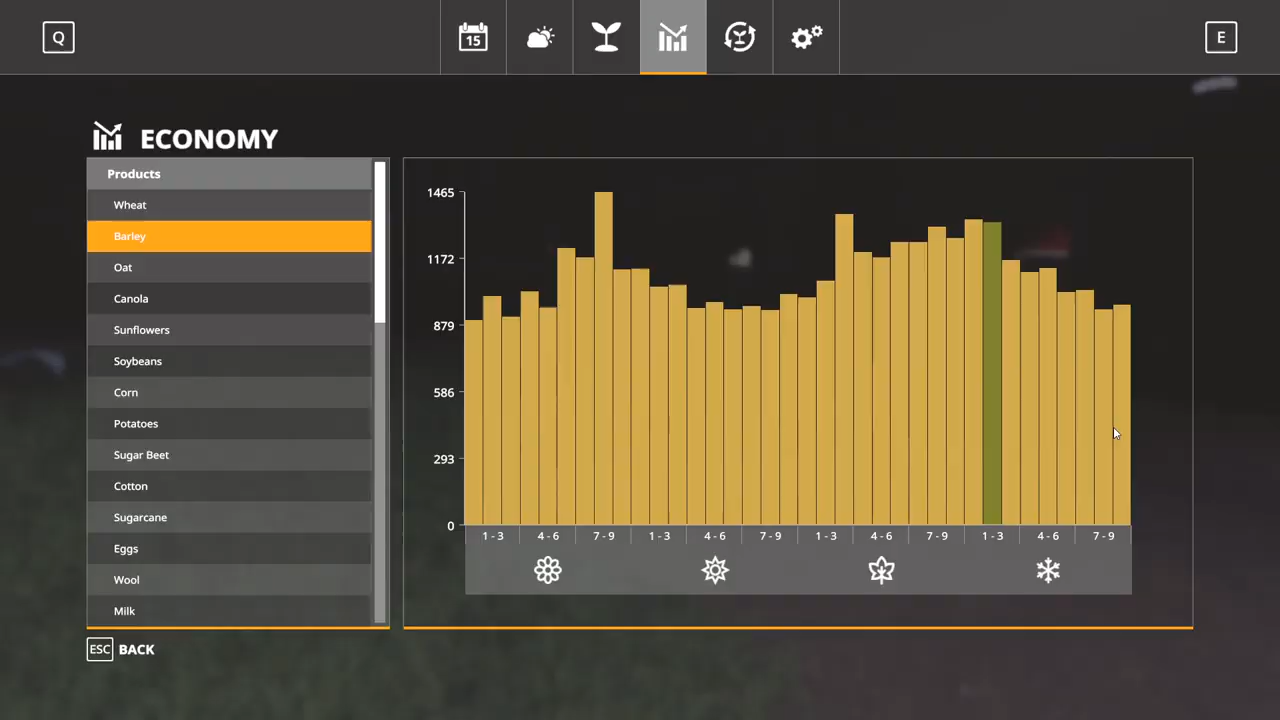 Q
15
E
ECONOMY
Products
Wheat
Barley
Oat
Canola
Sunflowers
Soybeans
Corn
Potatoes
Sugar Beet
Cotton
Sugarcane
Eggs
Wool
Milk
1465
1172
879
586
293
0
1 - 3 4 - 6 7 - 9 1 - 3 4 - 6 7 - 9 1 - 3 4 - 6 7 - 9 1 - 3 4 - 6 7 - 9
ESC BACK